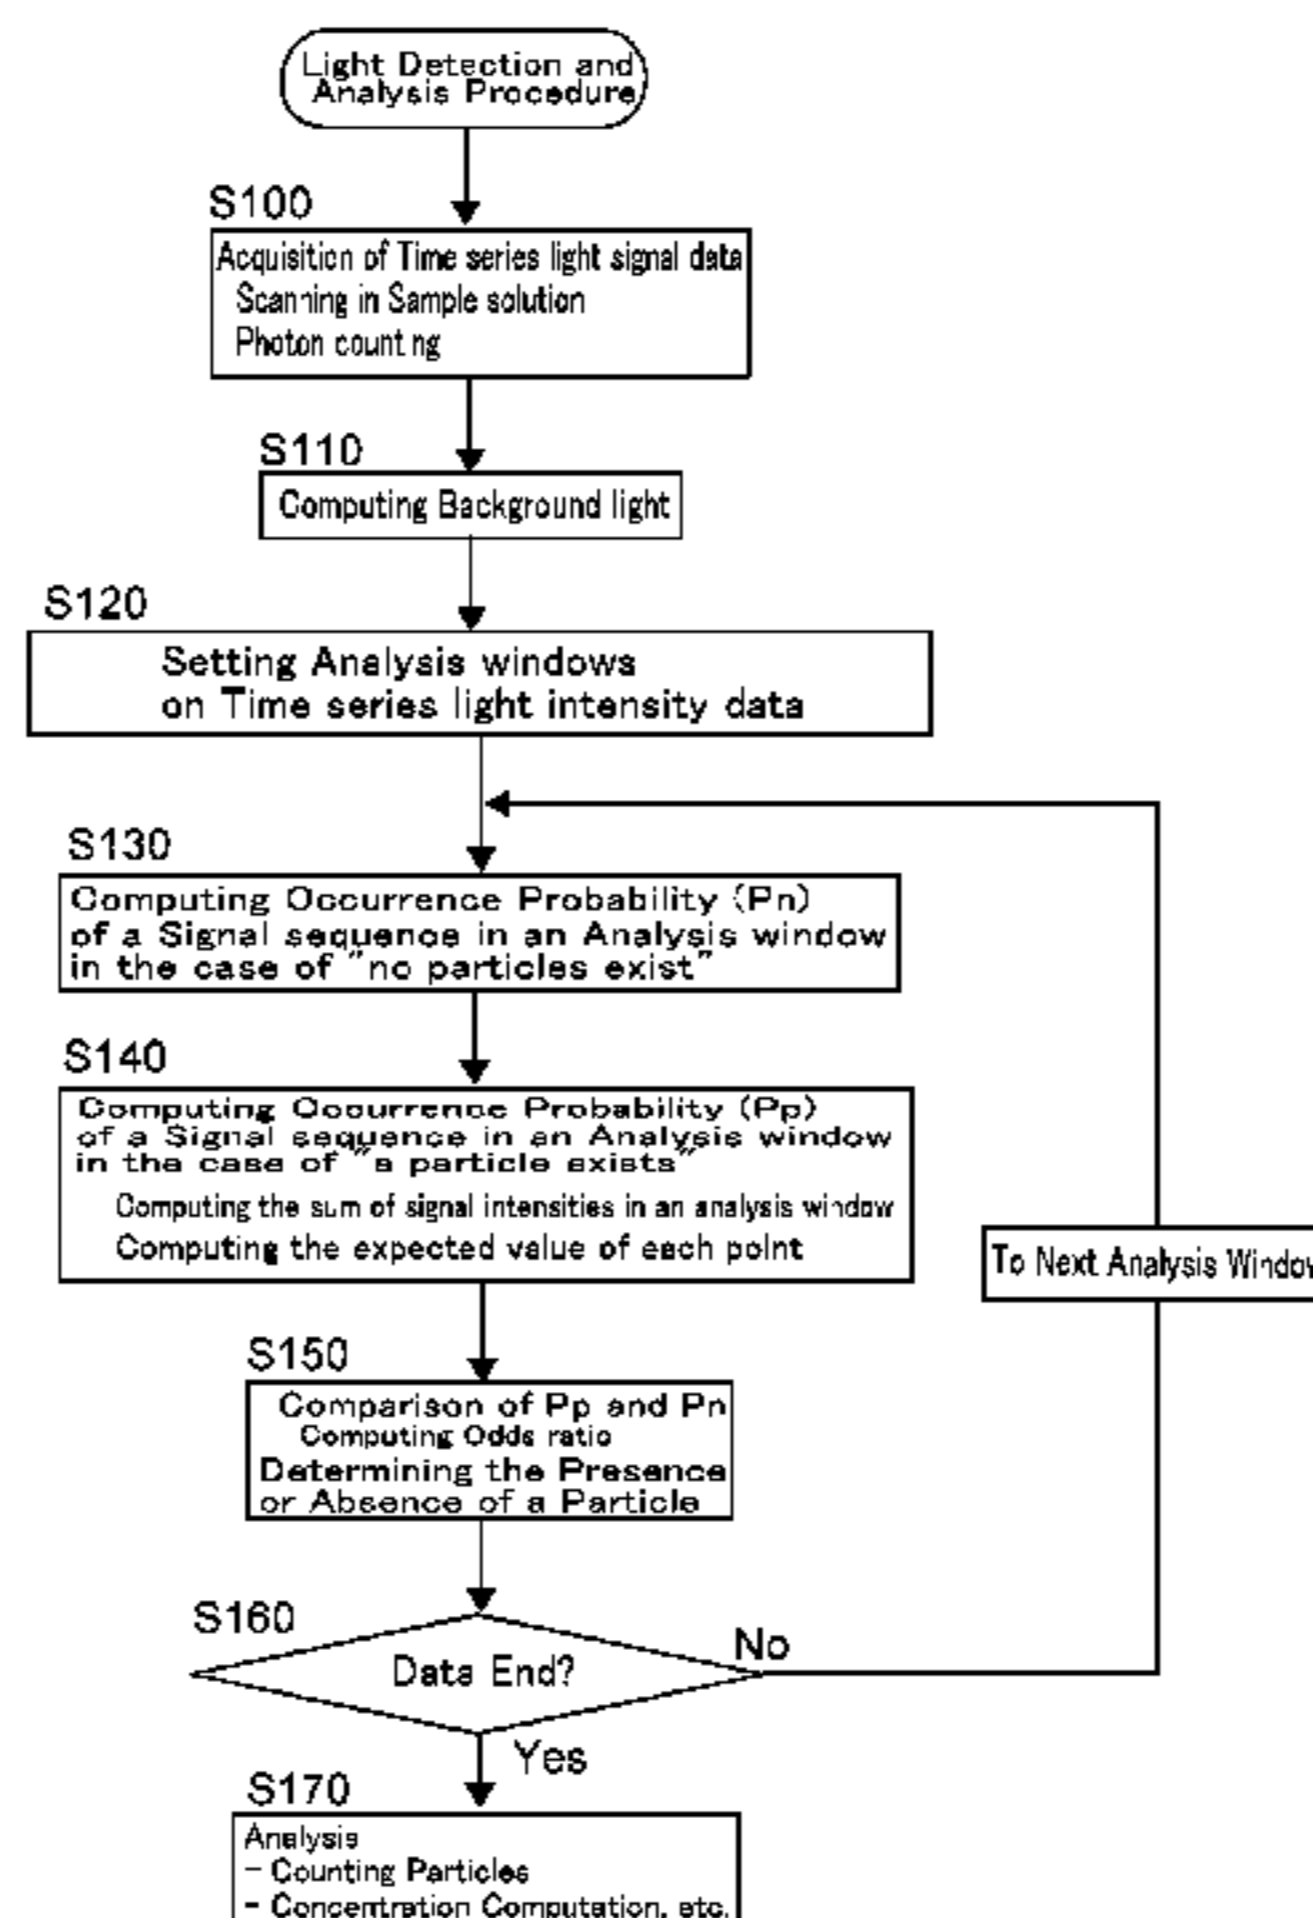 Light Detection and
Analysis Procedure
S100
Acquisition of Time series light signal data
Scanning in Sample solution
Photon counting
S110
Computing Background light
S120
Setting Analysis windows
on Time series light intensity data
S130
Computing Occurrence Probability (Pn)
of a Signal sequence in an Analysis window
in the case of "no particles exist"
S140
Computing Occurrence Probability (Pp)
of a Signal sequence in an Analysis window
in the case of "a particle exists"
Computing the sum of signal intensities in an analysis window
Computing the expected value of each point
To Next Analysis Window
S150
Comparison of Pp and Pn
Computing Odds ratio
Determining the Presence
or Absence of a Particle
S160
Data End?
No
Yes
S170
Analysis
- Counting Particles
- Concentration Computation, etc.